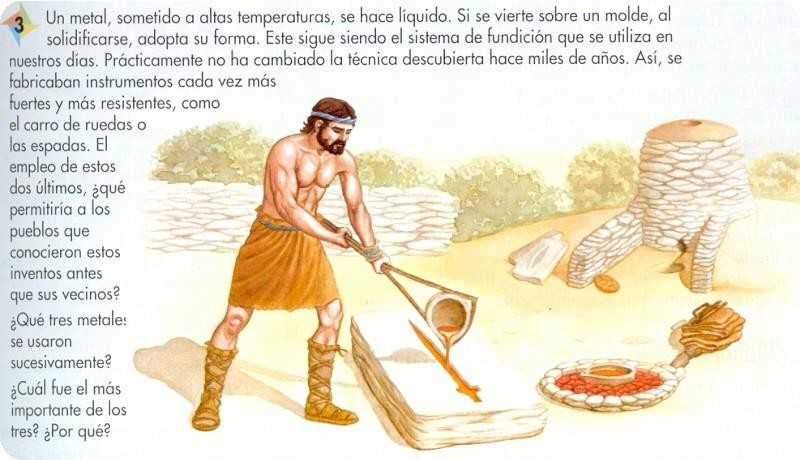 3 Un metal, sometido a altas temperaturas, se hace líquido. Si se vierte sobre un molde, al
solidificarse, adopta su forma. Este sigue siendo el sistema de fundición que se utiliza en
nuestros días. Prácticamente no ha cambiado la técnica descubierta hace miles de años. Así, se
fabricaban instrumentos cada vez más
fuertes y más resistentes, como
el carro de ruedas o
las espadas. El
empleo de estos
dos últimos, ¿qué
permitiría a los
pueblos que
conocieron estos
inventos antes
que sus vecinos?
¿Qué tres metales
se usaron
sucesivamente?
¿Cuál fue el más
importante de los
tres? ¿Por qué?